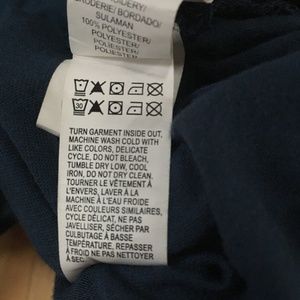 BRODERIE/ BORDADO/
SULAMAN
100% POLYESTER/
POLYESTER/
POLIÉSTER/
POLYESTER
30
TURN GARMENT INSIDE OUT,
MACHINE WASH COLD WITH
LIKE COLORS, DELICATE
CYCLE, DO NOT BLEACH,
TUMBLE DRY LOW, COOL
IRON, DO NOT DRY CLEAN.
TOURNER LE VÊTEMENT À
L'ENVERS, LAVER À LA
MACHINE À L'EAU FROIDE
AVEC COULEURS SIMILAIRES,
CYCLE DÉLICAT, NE PAS
JAVELLISER, SÉCHER PAR
CULBUTAGE À BASSE
TEMPÉRATURE, REPASSER
À FROID NE PAS NETTOYER
À SEC